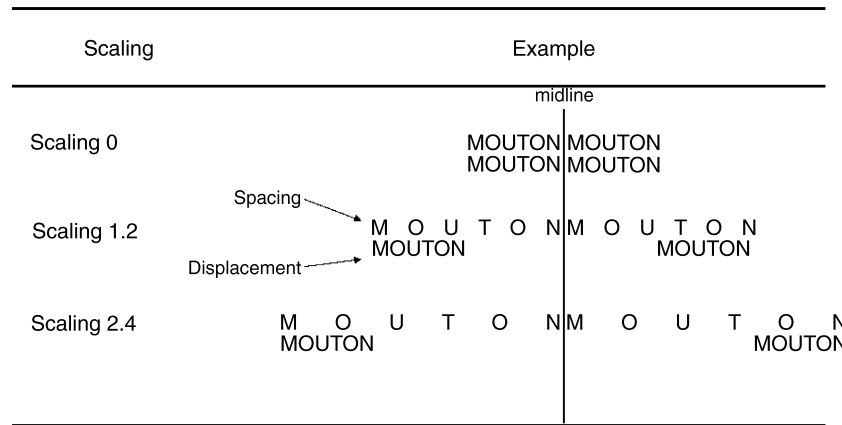 Scaling Example
midline
Scaling 0 MOUTON MOUTON
MOUTON MOUTON
Spacing
Scaling 1.2 M O U T O N M O U T O N
MOUTON MOUTON
Displacement
Scaling 2.4 M O U T O N M O U T O N
MOUTON MOUTON